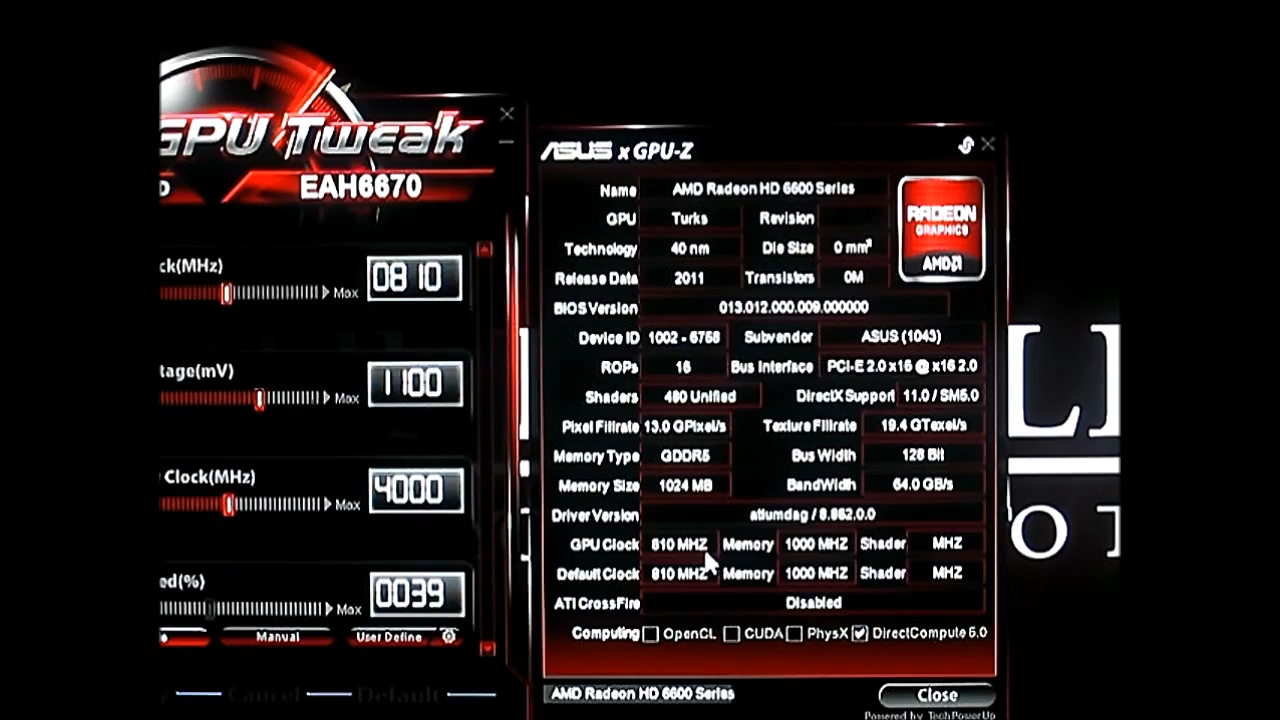 GPU Tweak
EAH6670
ck(MHz)
Max
0810
tage(mV)
Max
1100
Clock(MHz)
Max
4000
ed(%)
Max
0039
Manual
User Define
Cancel
Default
ASUS x GPU-Z
Name AMD Radeon HD 6600 Series
GPU Turks Revision
Technology 40 nm Die Size 0 mm²
Release Data 2011 Transistors 0M
BIOS Version 013.012.000.009.000000
Device ID 1002 - 6758 Subvendor ASUS (1043)
ROPs 16 Bus Interface PCI-E 2.0 x16 @ x16 2.0
Shaders 480 Unified DirectX Support 11.0 / SM5.0
Pixel Fillrate 13.0 GPixel/s Texture Fillrate 19.4 GTexel/s
Memory Type GDDR5 Bus Width 128 Bit
Memory Size 1024 MB BandWidth 64.0 GB/s
Driver Version atiumdag / 8.862.0.0
GPU Clock 810 MHZ Memory 1000 MHZ Shader MHZ
Default Clock 810 MHZ Memory 1000 MHZ Shader MHZ
ATI CrossFire Disabled
Computing OpenCL CUDA PhysX DirectCompute 5.0
AMD Radeon HD 6600 Series
Close
Powered by TechPowerUp
RADEON
GRAPHICS
AMD